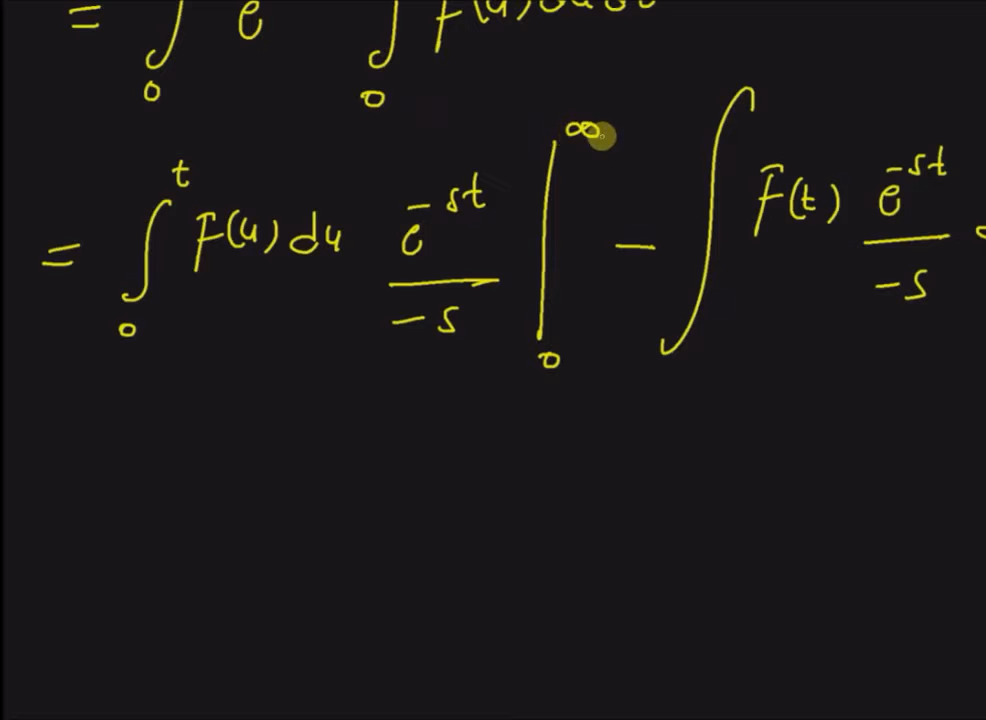 = ∫₀ e ∫₀ F(u) du dt
= ∫₀ᵗ F(u) du e^{-st}/-s |₀^∞ - ∫ F(t) e^{-st}/-s